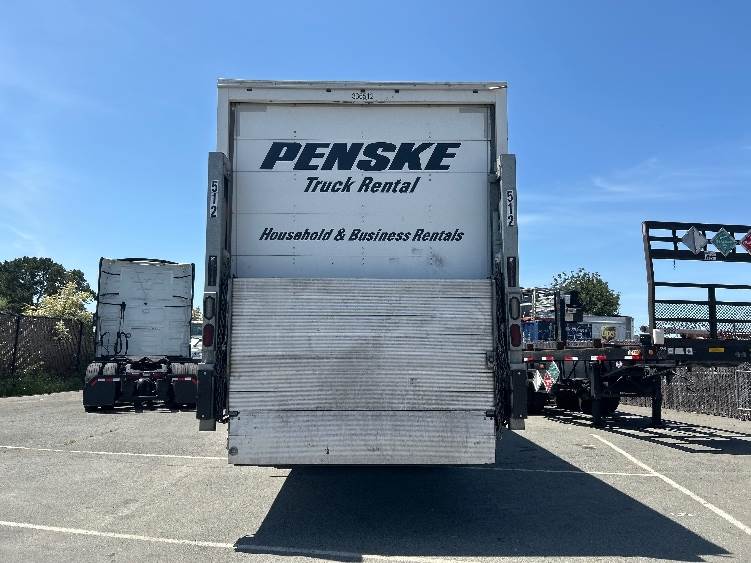 PENSKE
Truck Rental
Household & Business Rentals
512
512